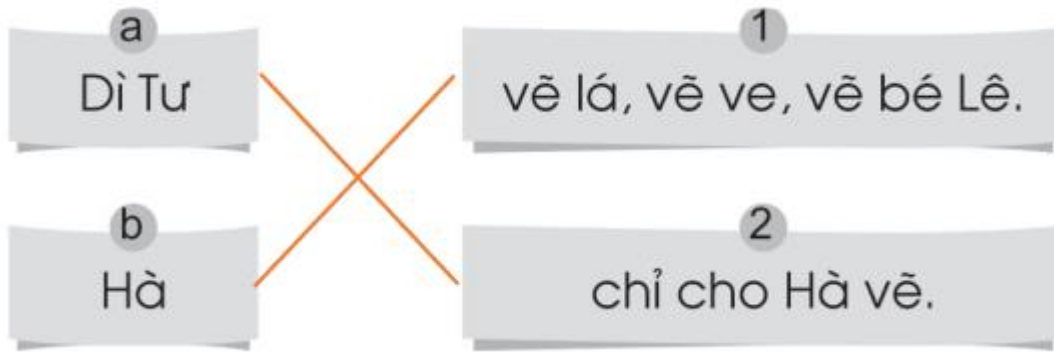 a
Dì Tư
1
vẽ lá, vẽ ve, vẽ bé Lê.
b
Hà
2
chỉ cho Hà vẽ.